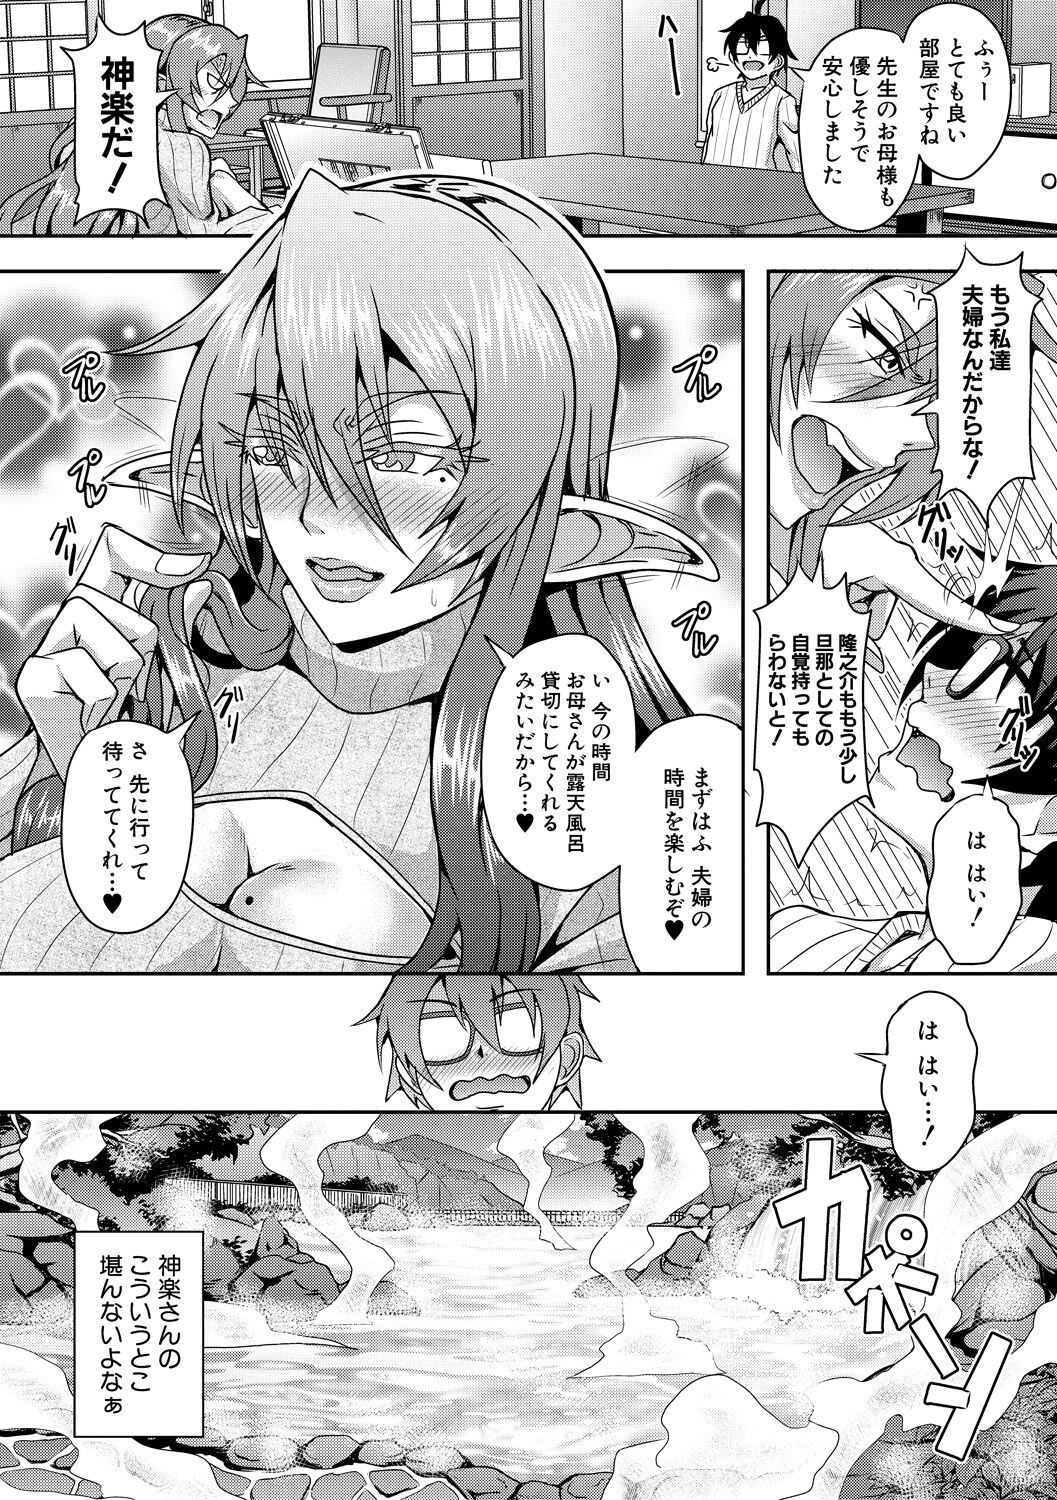 ふぅー
とても良い
部屋ですね
先生のお母様も
優しそうで
安心しました
ハーー
神楽だ!
もう私達
夫婦なんだからな!
グリッ
隆之介ももう少し
旦那としての
自覚持っても
らわないと!
は はい!
まずはふ 夫婦の
時間を楽しむぞ♥
い 今の時間
お母さんが露天風呂
貸切にしてくれる
みたいだから…♥
プル
プル
プル
プル
グリ
グリ
さ 先に行って
待っててくれ…♥
は はい…!
カポーン
神楽さんの
こういうとこ
堪んないよなぁ